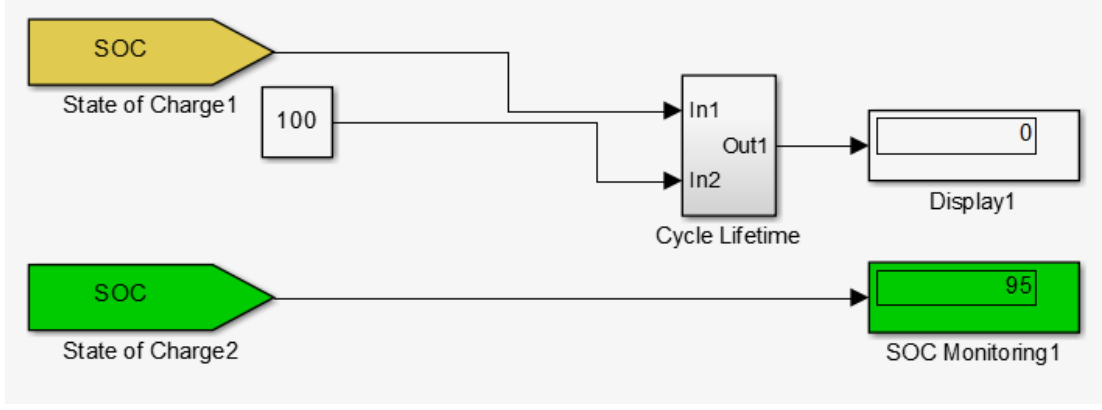 SOC
State of Charge1
100
In1
Out1
In2
Cycle Lifetime
0
Display1
SOC
State of Charge2
95
SOC Monitoring1